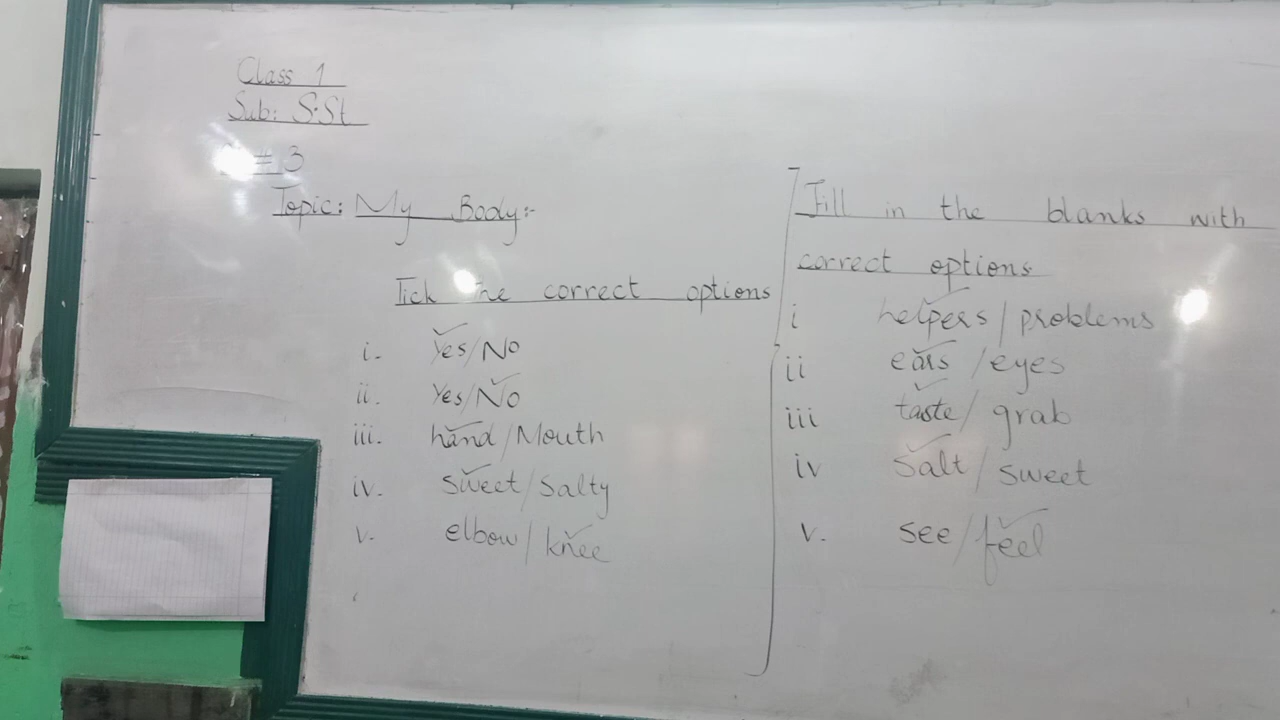 Class 1
Sub: S.St
# 3
Topic: My Body:-
Tick the correct options
i. Yes✓/No
ii. Yes/No✓
iii. hand✓/Mouth
iv. sweet✓/salty
v. elbow/knee✓
Fill in the blanks with
correct options
i helpers✓/problems
ii ears✓/eyes
iii taste✓/grab
iv Salt✓/sweet
v. see/feel✓